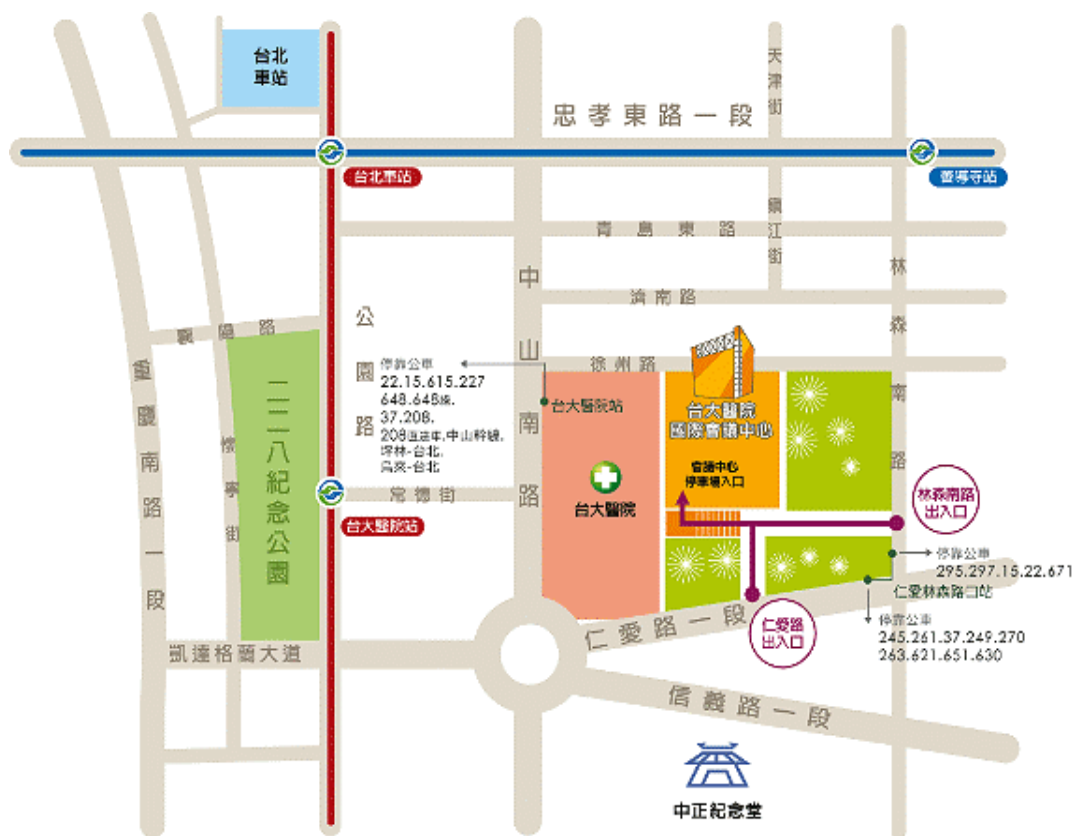 台北
車站
忠孝東路一段
天津街
台北車站
善導寺站
青島東路
鎮江街
中山南路
林森南路
濟南路
公園路
襄陽路
徐州路
停靠公車
22.15.615.227
648.648綠.
37.208.
208直達車.中山幹線.
坪林-台北.
烏來-台北
台大醫院站
台大醫院
國際會議中心
重慶南路一段
二二八紀念公園
懷寧街
會議中心
停車場入口
台大醫院
常德街
台大醫院站
林森南路
出入口
停靠公車
295.297.15.22.671
仁愛林森路口站
仁愛路一段
仁愛路
出入口
停靠公車
245.261.37.249.270
263.621.651.630
凱達格蘭大道
信義路一段
中正紀念堂